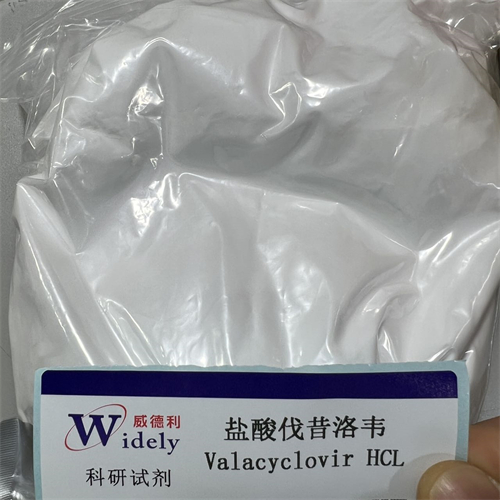 威德利
Widely
科研试剂
盐酸伐昔洛韦
Valacyclovir HCL